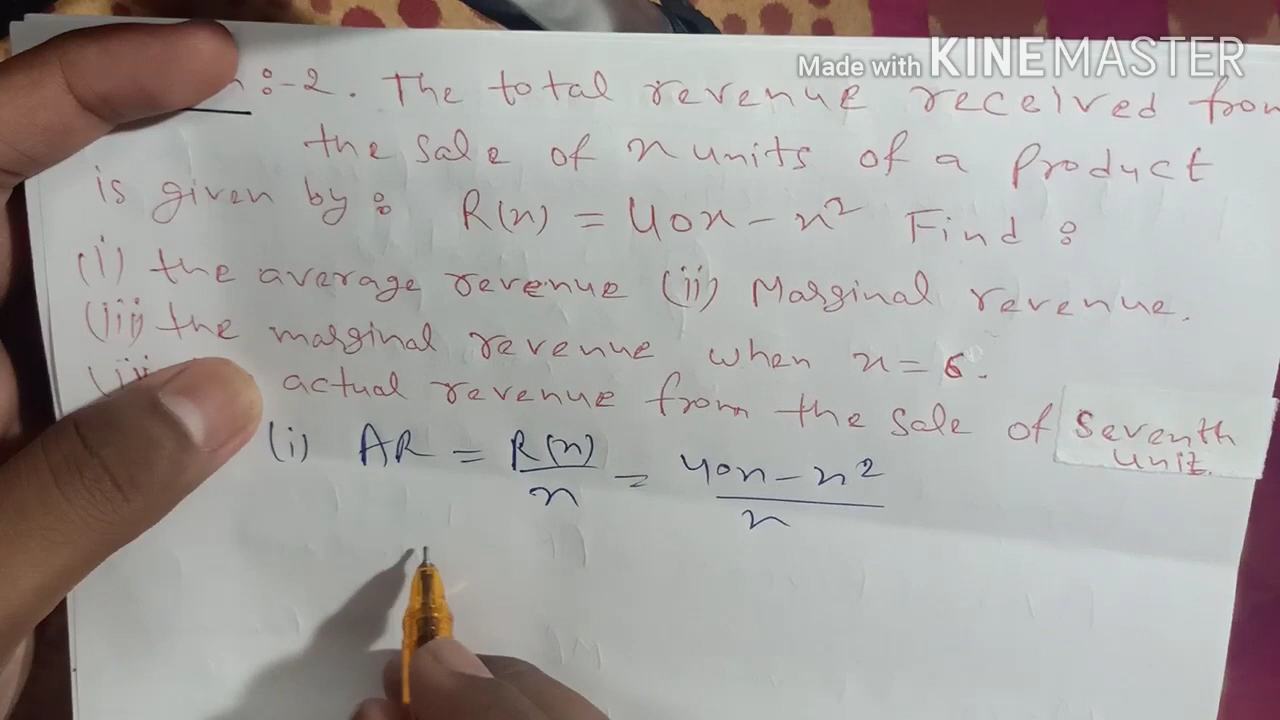 Made with KINEMASTER
:-2. The total revenue received from
the sale of x units of a product
is given by: R(x) = 40x - x² Find :
(i) the average revenue (ii) Marginal revenue.
(iii) the marginal revenue when x = 6.
actual revenue from the sale of seventh unit.
(i) AR = R(x)/x = 40x - x²/x